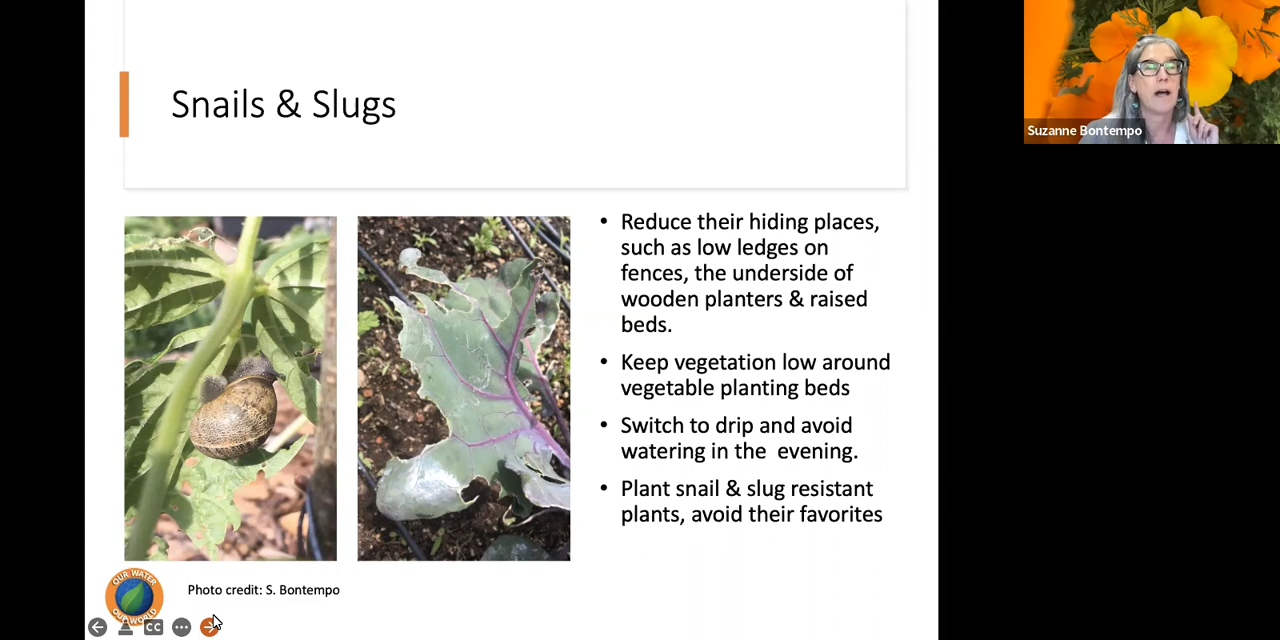 Snails & Slugs
Suzanne Bontempo
• Reduce their hiding places,
such as low ledges on
fences, the underside of
wooden planters & raised
beds.
• Keep vegetation low around
vegetable planting beds
• Switch to drip and avoid
watering in the  evening.
• Plant snail & slug resistant
plants, avoid their favorites
OUR WATER
OUR WORLD
Photo credit: S. Bontempo
CC